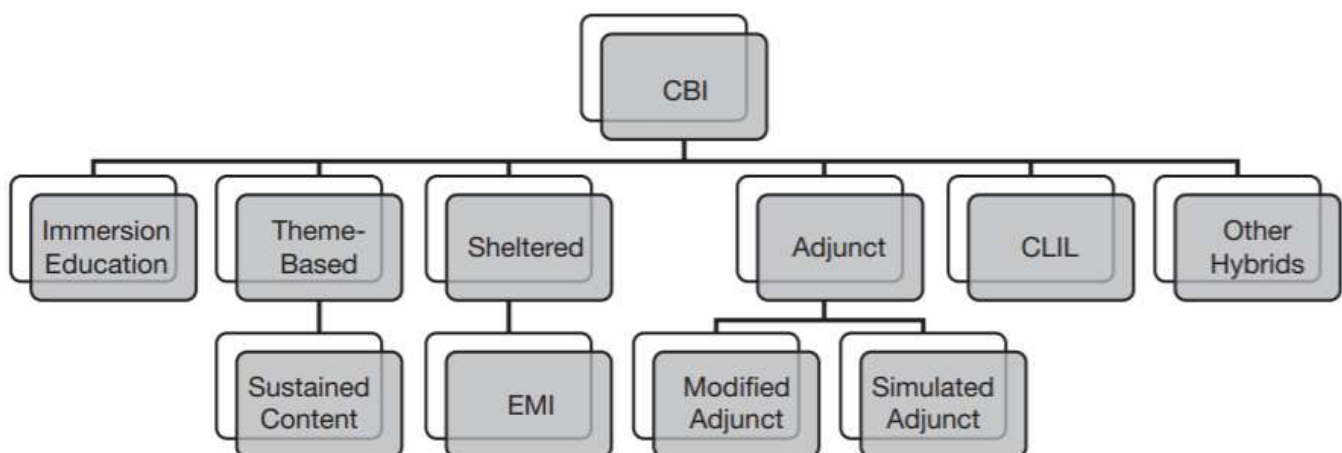 CBI
Immersion
Education
Theme-
Based
Sheltered
Adjunct
CLIL
Other
Hybrids
Sustained
Content
EMI
Modified
Adjunct
Simulated
Adjunct